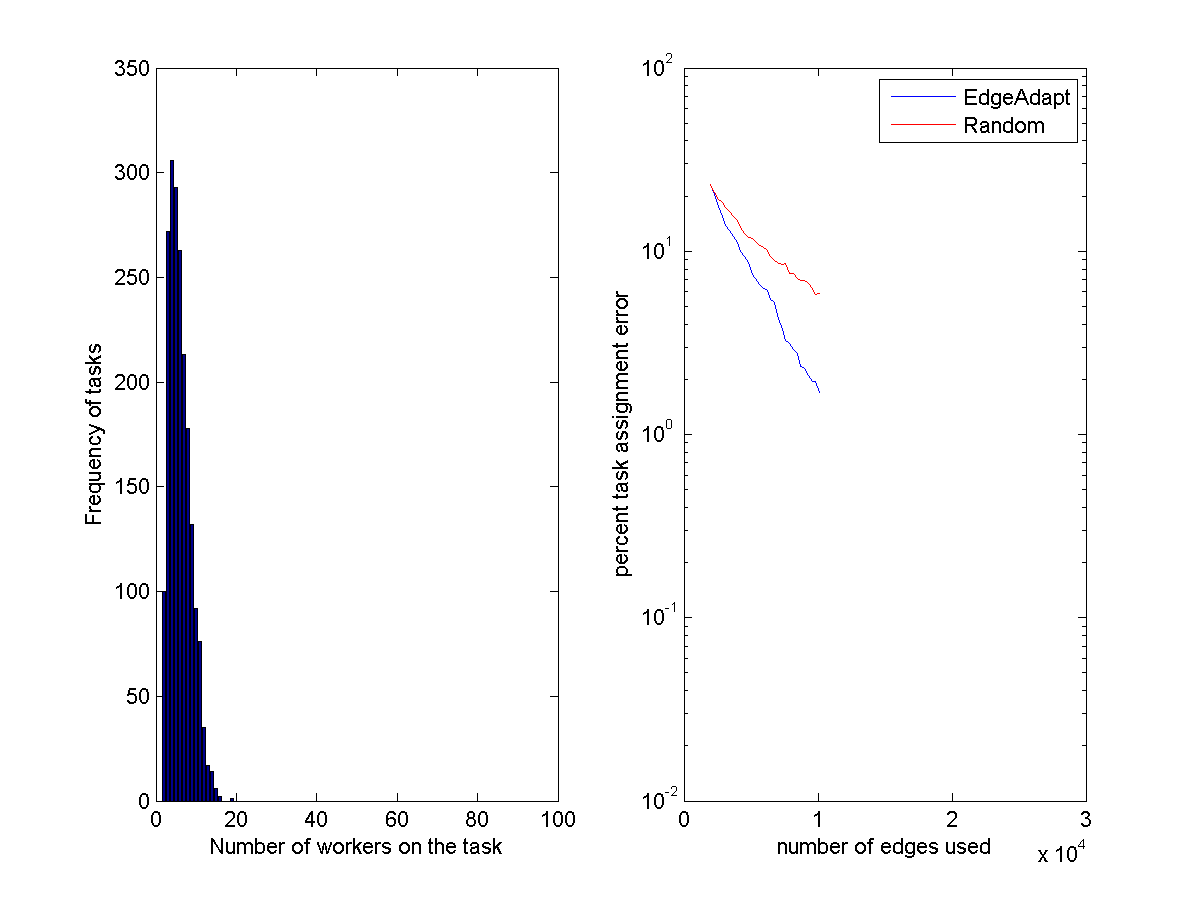 350
300
250
200
150
100
50
0
Frequency of tasks
0 20 40 60 80 100
Number of workers on the task
10^2
10^1
10^0
10^-1
10^-2
percent task assignment error
EdgeAdapt
Random
0 1 2 3
number of edges used
x 10^4